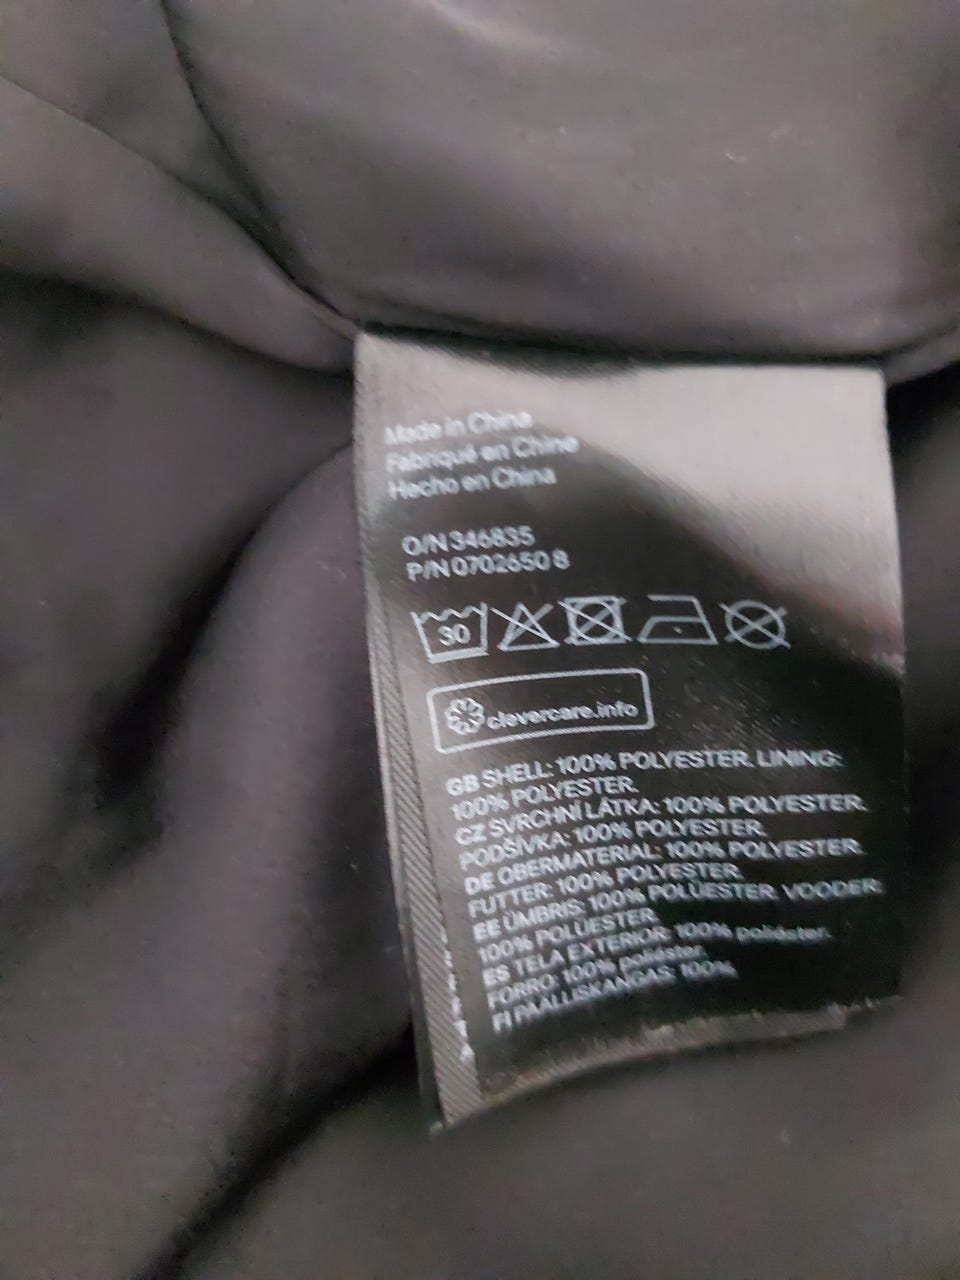 Made in China
Fabriqué en Chine
Hecho en China
O/N 346835
P/N 0702650 8
30
clevercare.info
GB SHELL: 100% POLYESTER. LINING:
100% POLYESTER.
CZ SVRCHNÍ LÁTKA: 100% POLYESTER.
PODŠÍVKA: 100% POLYESTER.
DE OBERMATERIAL: 100% POLYESTER.
FUTTER: 100% POLYESTER.
EE ÜMBRIS: 100% POLÜESTER. VOODER:
100% POLÜESTER.
ES TELA EXTERIOR: 100% poliéster.
FORRO: 100% poliéster.
FI PÄÄLLISKANGAS: 100%